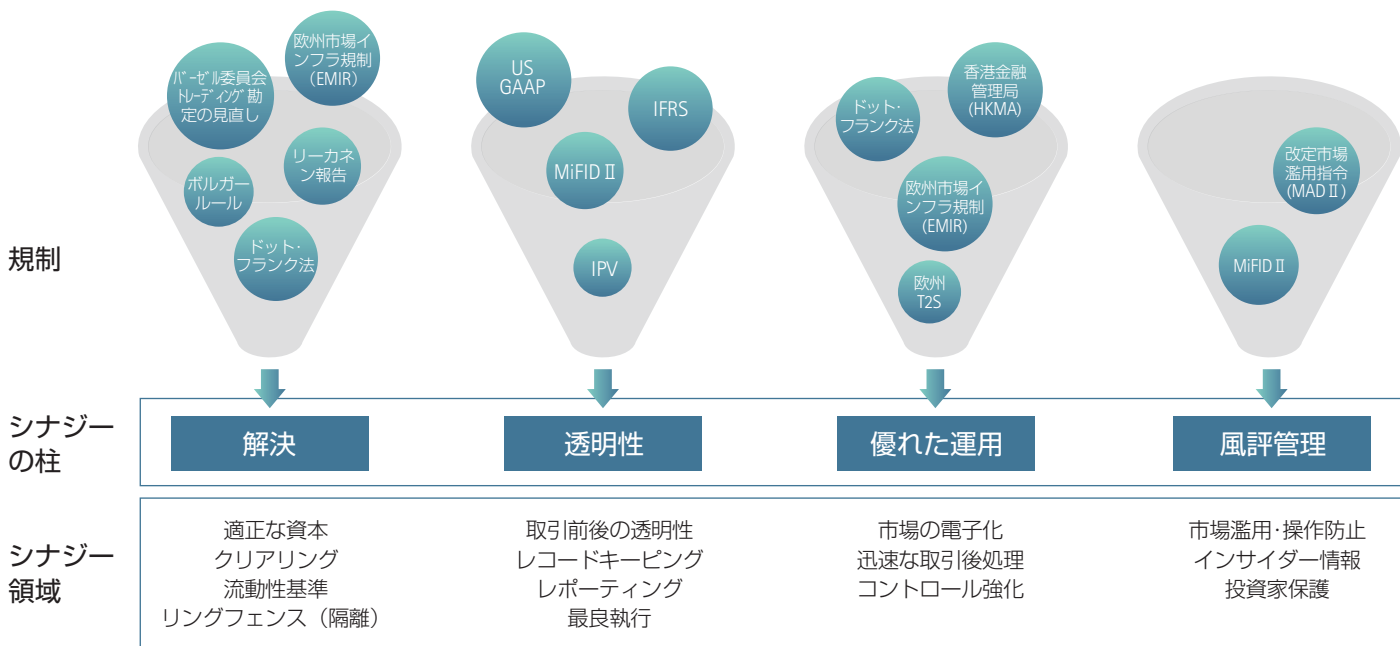 規制
バーゼル委員会
トレーディング勘
定の見直し
欧州市場イ
ンフラ規制
(EMIR)
ボルガー
ルール
リーカネ
ン報告
ドット・
フランク法
US
GAAP
IFRS
MiFID Ⅱ
IPV
ドット・
フランク法
香港金融
管理局
(HKMA)
欧州市場イ
ンフラ規制
(EMIR)
欧州
T2S
改定市場
濫用指令
(MAD Ⅱ)
MiFID Ⅱ
シナジー
の柱
解決
透明性
優れた運用
風評管理
シナジー
領域
適正な資本
クリアリング
流動性基準
リングフェンス（隔離）
取引前後の透明性
レコードキーピング
レポーティング
最良執行
市場の電子化
迅速な取引後処理
コントロール強化
市場濫用・操作防止
インサイダー情報
投資家保護